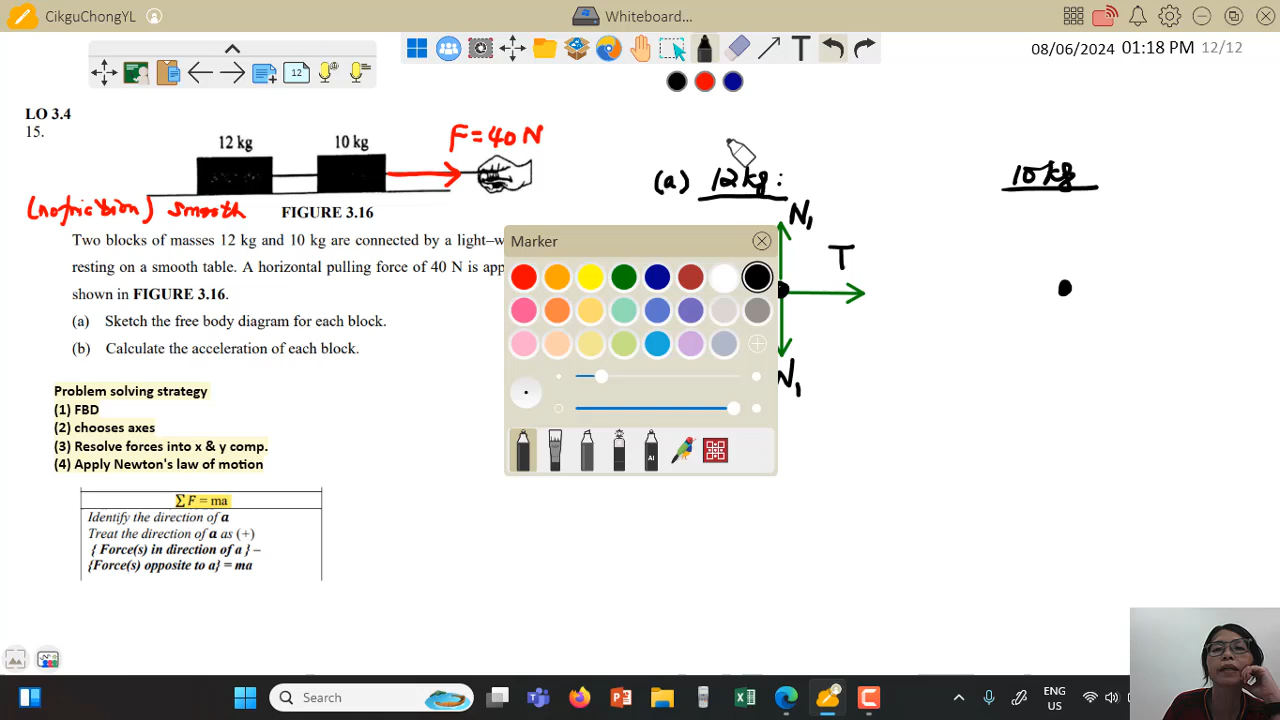 CikguChongYL
Whiteboard...
08/06/2024 01:18 PM 12/12
12
LO 3.4
15.
12 kg
10 kg
F = 40 N
(no friction) smooth
FIGURE 3.16
Two blocks of masses 12 kg and 10 kg are connected by a light-w
resting on a smooth table. A horizontal pulling force of 40 N is app
shown in FIGURE 3.16.
(a) Sketch the free body diagram for each block.
(b) Calculate the acceleration of each block.
Problem solving strategy
(1) FBD
(2) chooses axes
(3) Resolve forces into x & y comp.
(4) Apply Newton's law of motion
∑ F = ma
Identify the direction of a
Treat the direction of a as (+)
{ Force(s) in direction of a } –
{Force(s) opposite to a} = ma
Marker
AI
(a) 12 kg :
N₁
T
N₁
10 kg
Search
ENG
US